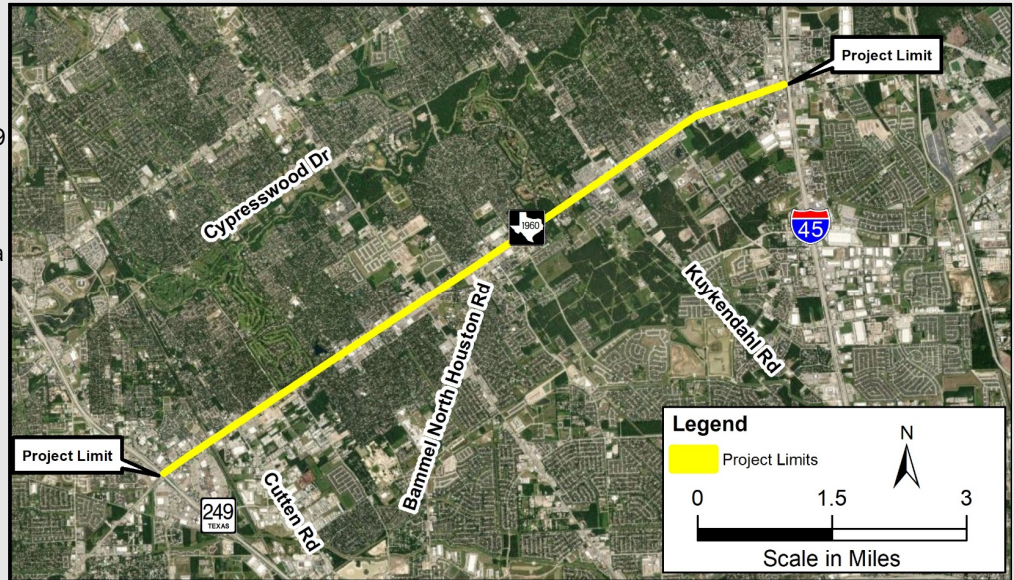 Project Limit
9
Cypresswood Dr
1960
a
45
Kuykendahl Rd
Bammel North Houston Rd
Project Limit
Cutten Rd
249
TEXAS
Legend
Project Limits
N
0 1.5 3
Scale in Miles